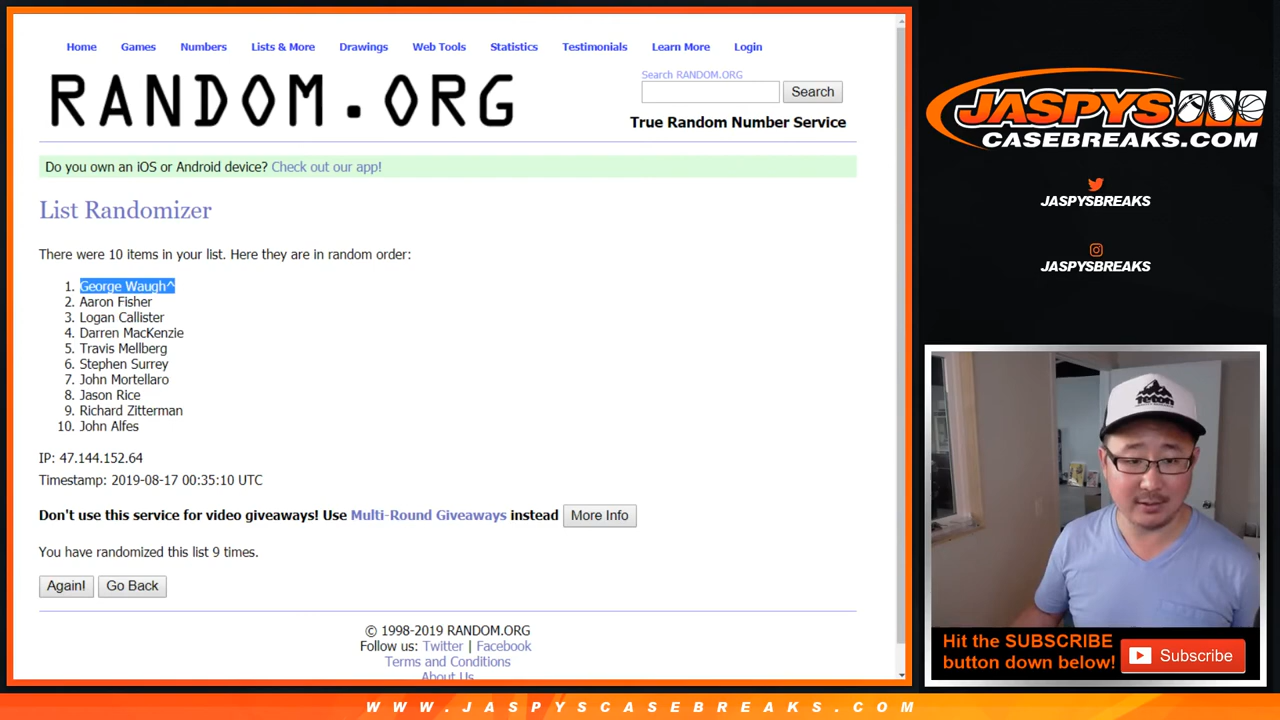 Home Games Numbers Lists & More Drawings Web Tools Statistics Testimonials Learn More Login
RANDOM.ORG
Search RANDOM.ORG
Search
True Random Number Service
Do you own an iOS or Android device? Check out our app!
List Randomizer
There were 10 items in your list. Here they are in random order:
1. George Waugh^
2. Aaron Fisher
3. Logan Callister
4. Darren MacKenzie
5. Travis Mellberg
6. Stephen Surrey
7. John Mortellaro
8. Jason Rice
9. Richard Zitterman
10. John Alfes
IP: 47.144.152.64
Timestamp: 2019-08-17 00:35:10 UTC
Don't use this service for video giveaways! Use Multi-Round Giveaways instead More Info
You have randomized this list 9 times.
Again! Go Back
© 1998-2019 RANDOM.ORG
Follow us: Twitter | Facebook
Terms and Conditions
About Us
JASPYS
CASEBREAKS.COM
JASPYSBREAKS
JASPYSBREAKS
TETON
Hit the SUBSCRIBE
button down below!
Subscribe
WWW.JASPYSCASEBREAKS.COM